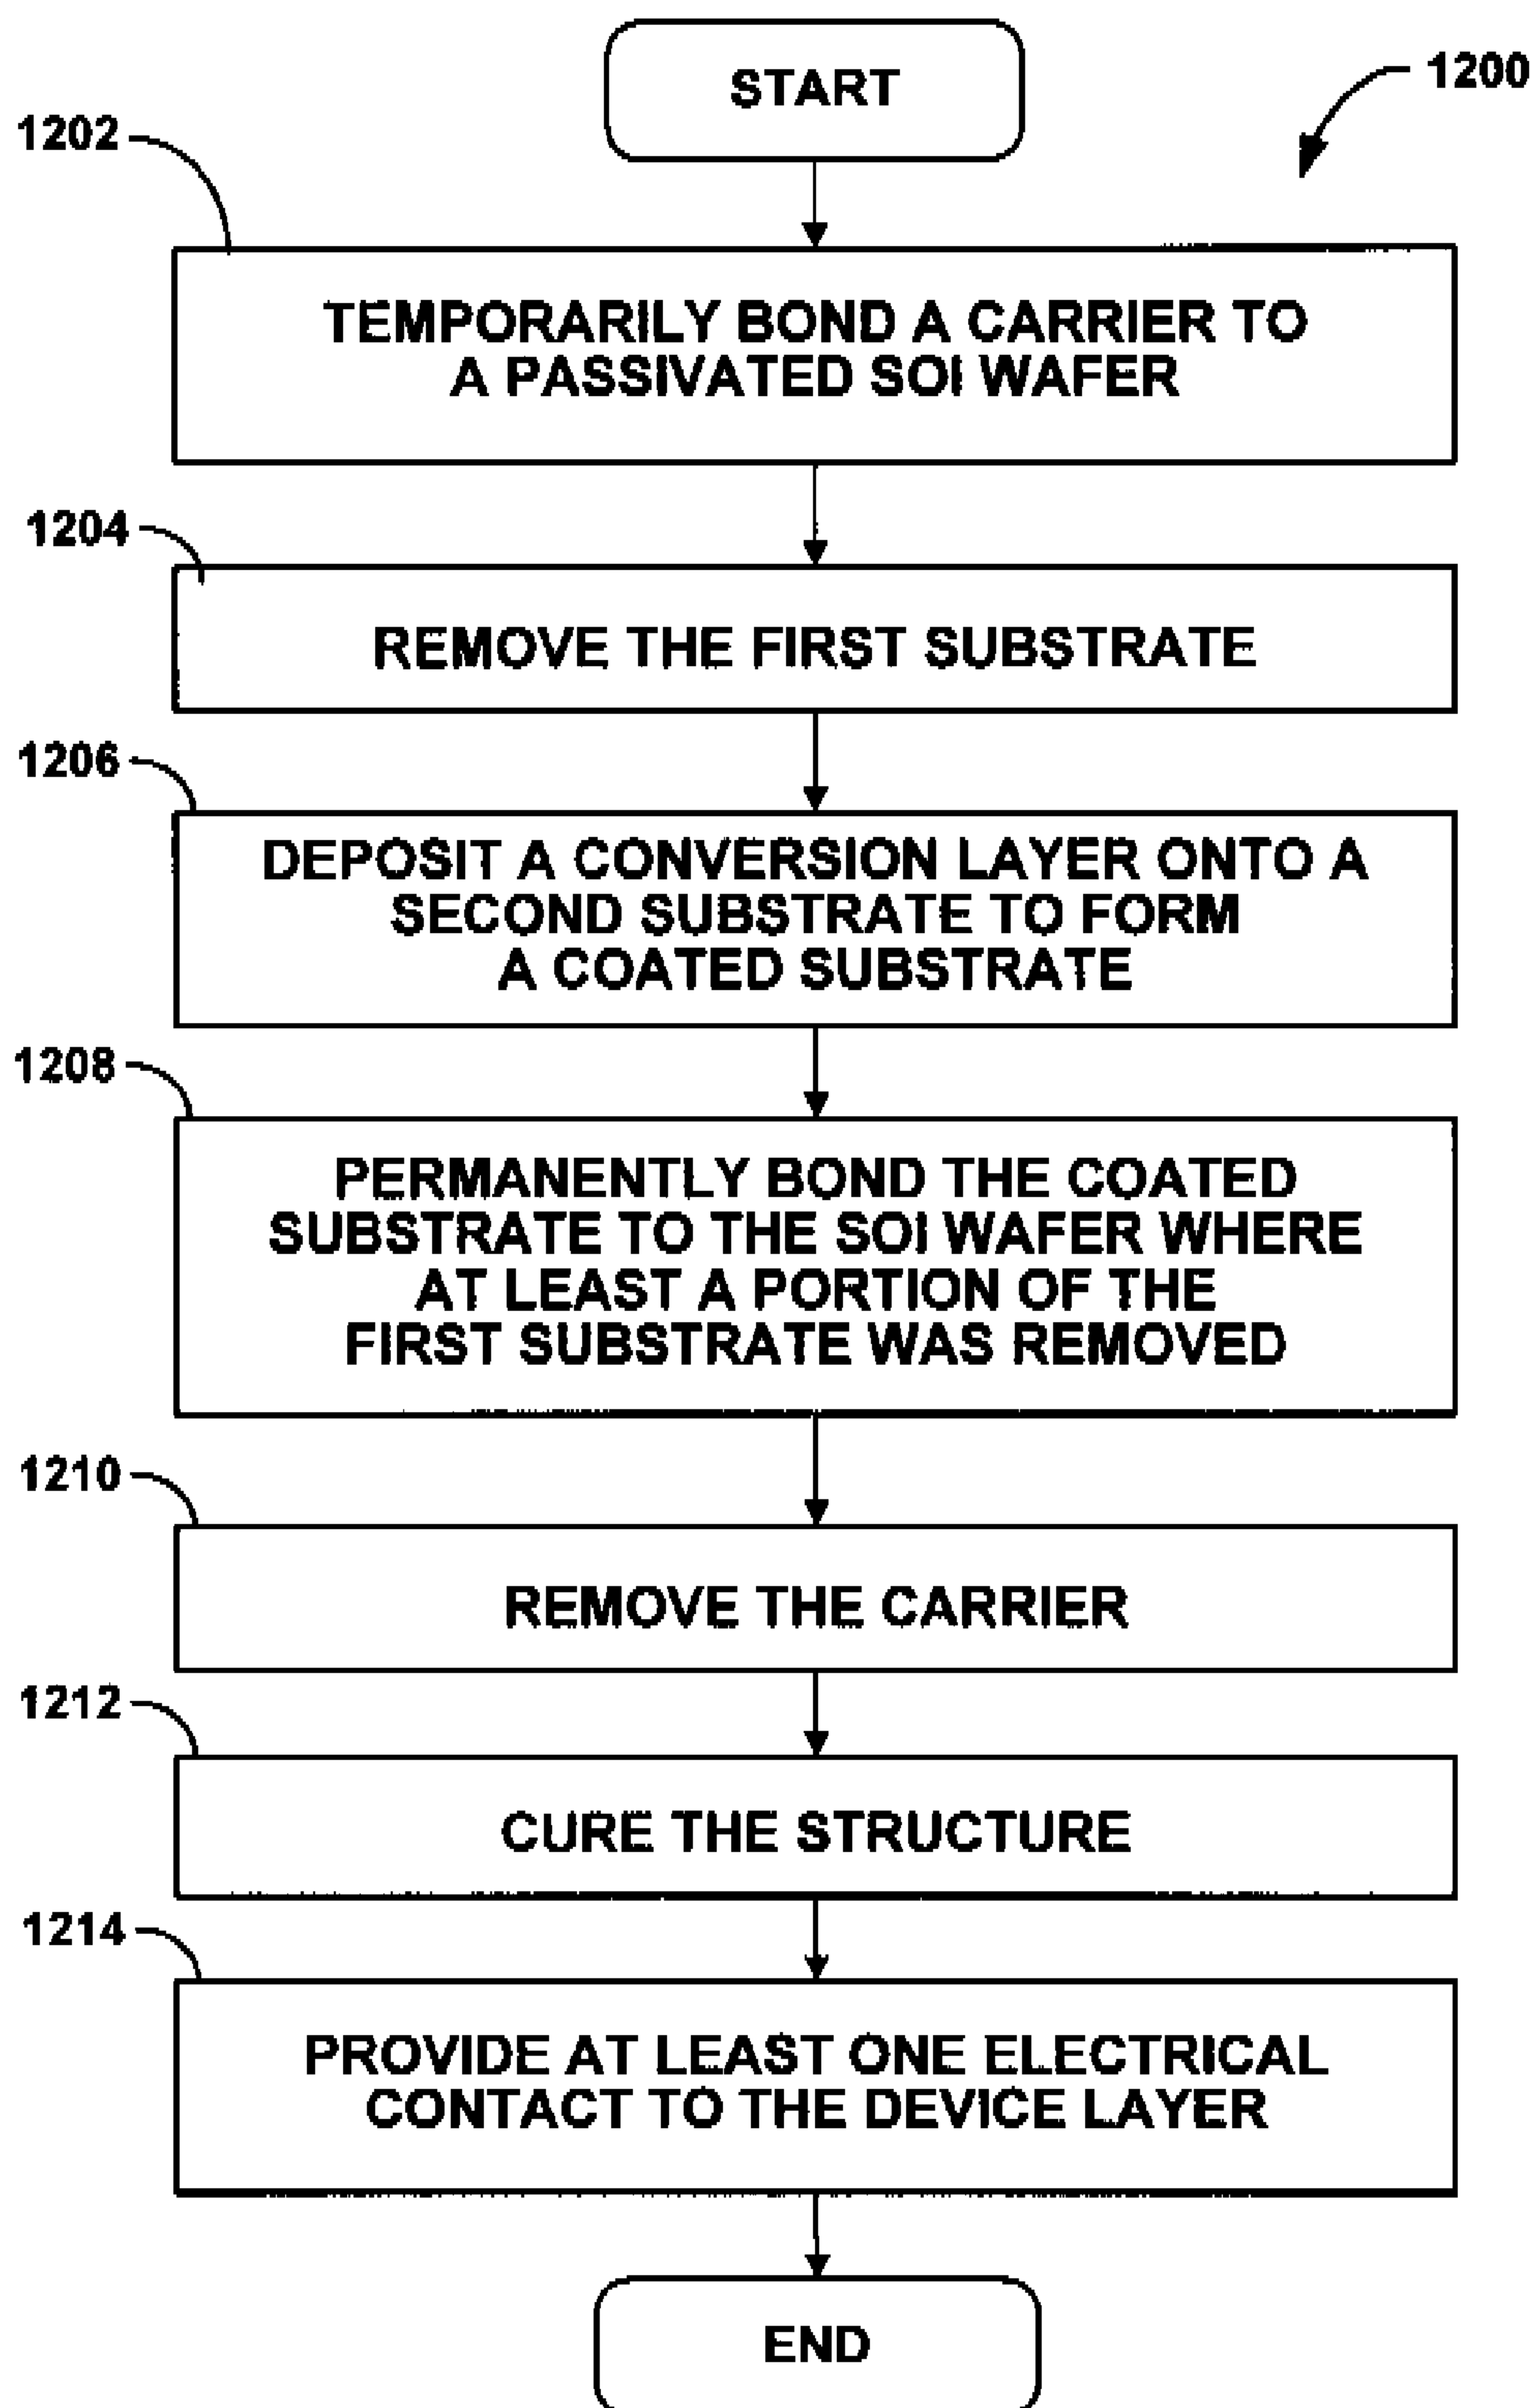 START
1200
1202
TEMPORARILY BOND A CARRIER TO
A PASSIVATED SOI WAFER
1204
REMOVE THE FIRST SUBSTRATE
1206
DEPOSIT A CONVERSION LAYER ONTO A
SECOND SUBSTRATE TO FORM
A COATED SUBSTRATE
1208
PERMANENTLY BOND THE COATED
SUBSTRATE TO THE SOI WAFER WHERE
AT LEAST A PORTION OF THE
FIRST SUBSTRATE WAS REMOVED
1210
REMOVE THE CARRIER
1212
CURE THE STRUCTURE
1214
PROVIDE AT LEAST ONE ELECTRICAL
CONTACT TO THE DEVICE LAYER
END